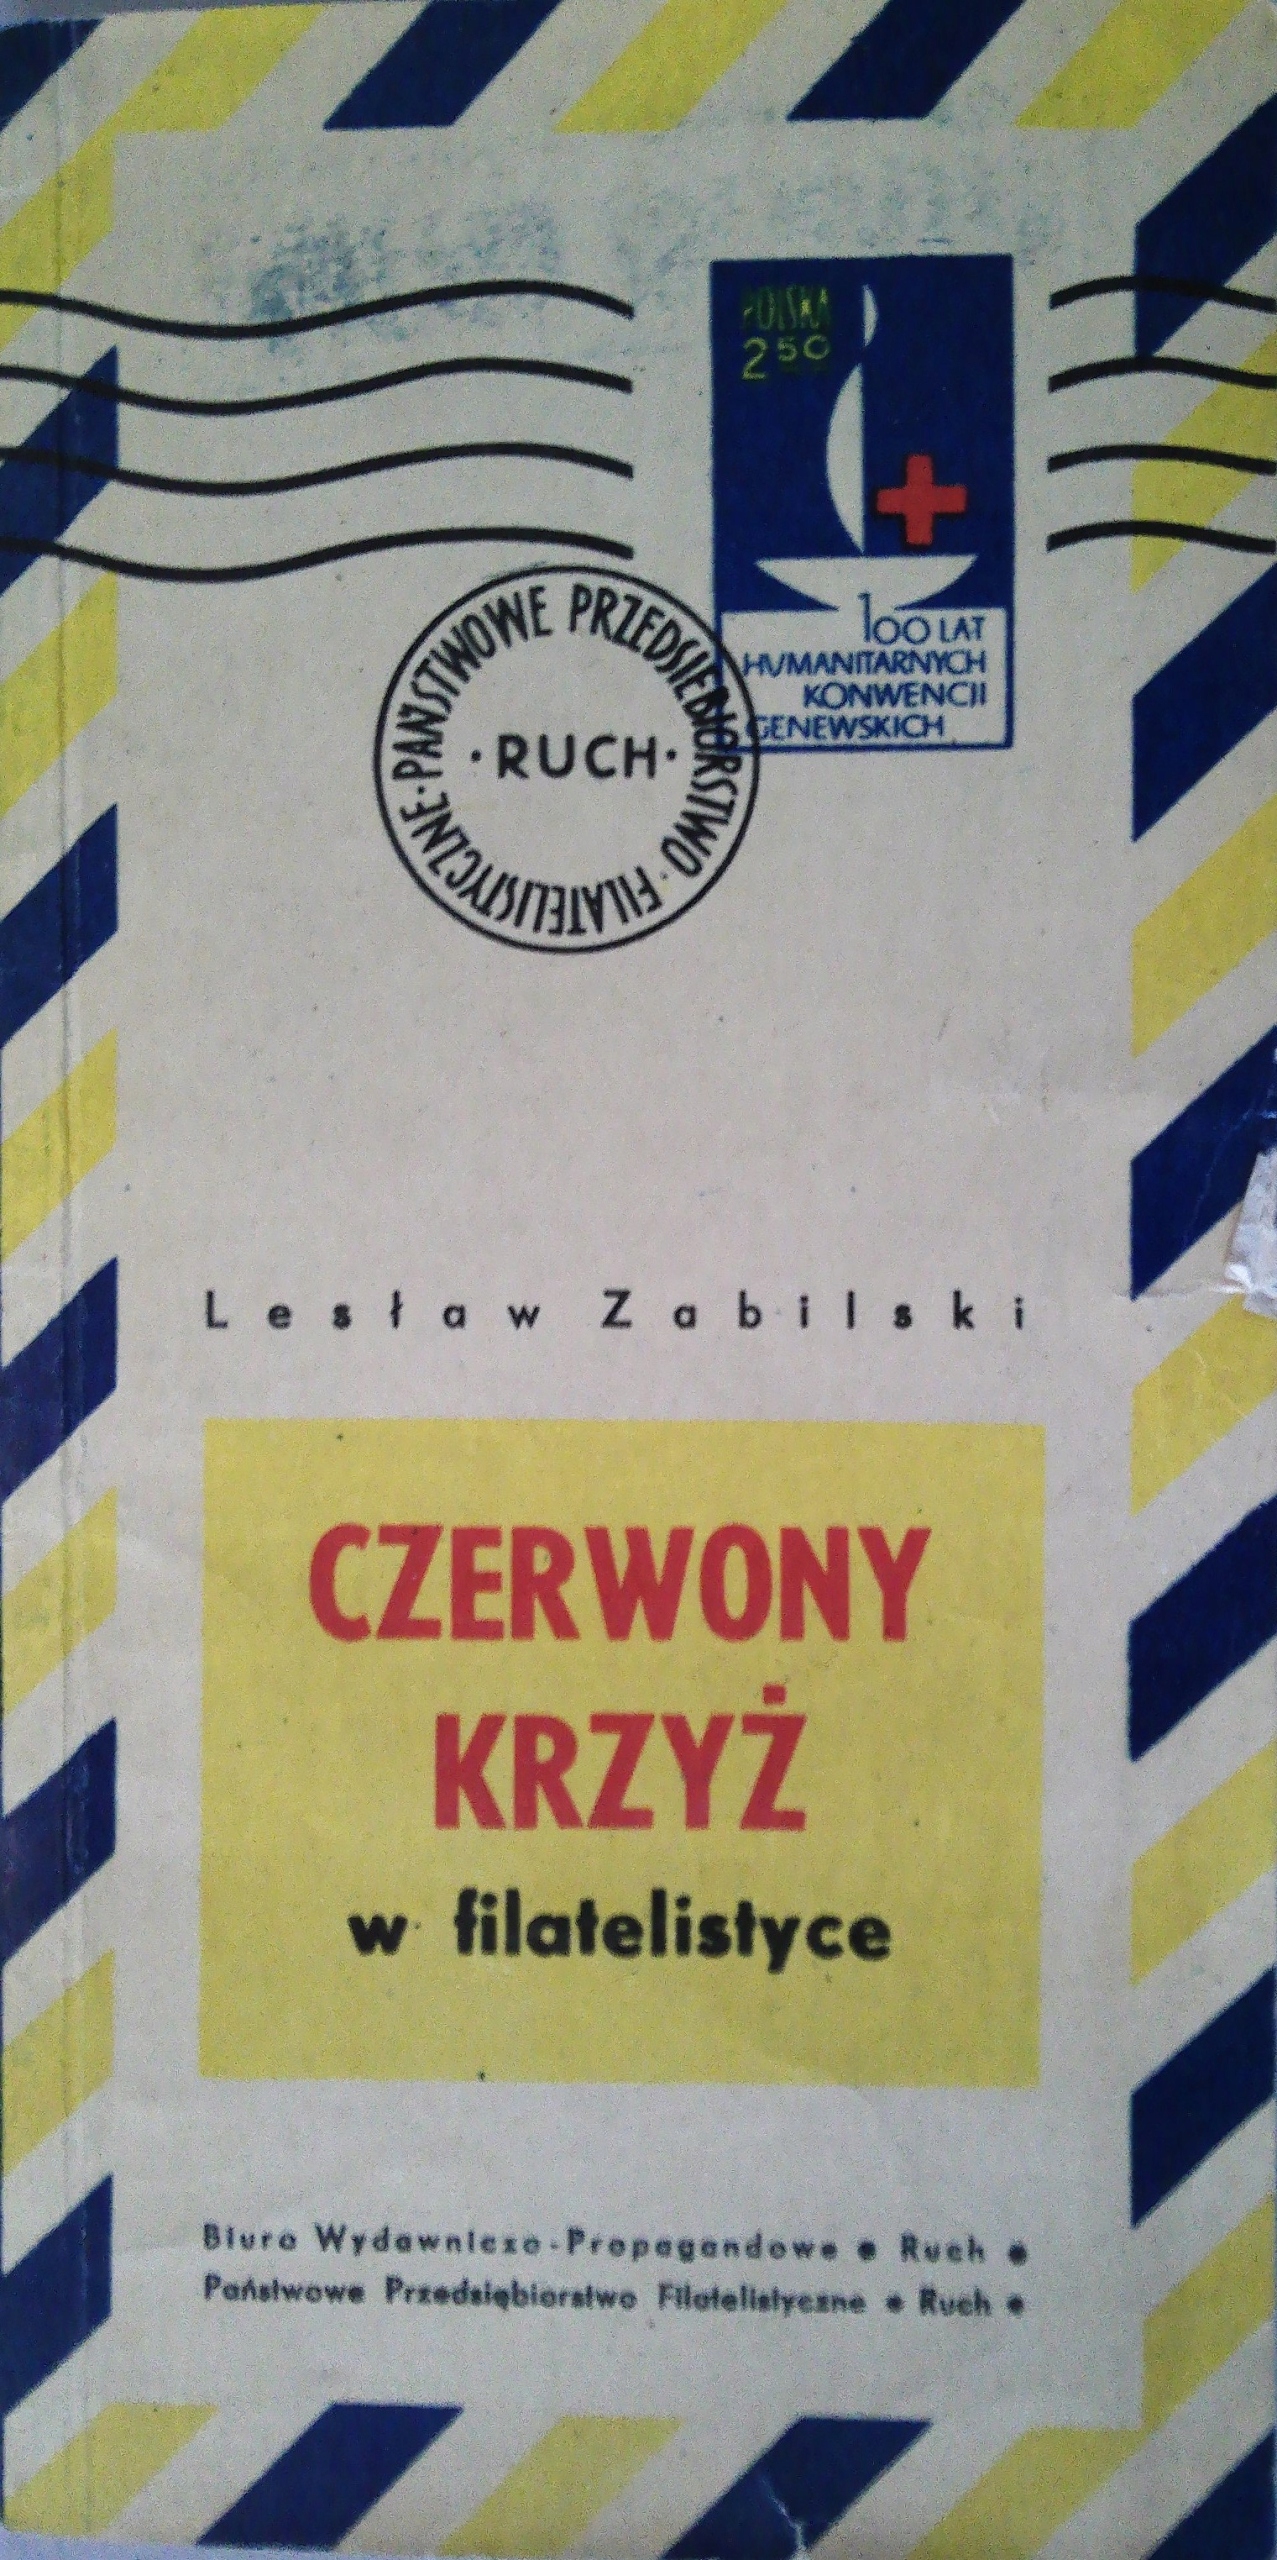 POLSKA
2 50
100 LAT
HUMANITARNYCH
KONWENCJI
GENEWSKICH
PAŃSTWOWE PRZEDSIĘBIORSTWO · FILATELISTYCZNE ·
· RUCH ·
Lesław Zabilski
CZERWONY
KRZYŻ
w filatelistyce
Biuro Wydawniczo-Propagandowe • Ruch •
Państwowe Przedsiębiorstwo Filatelistyczne • Ruch •